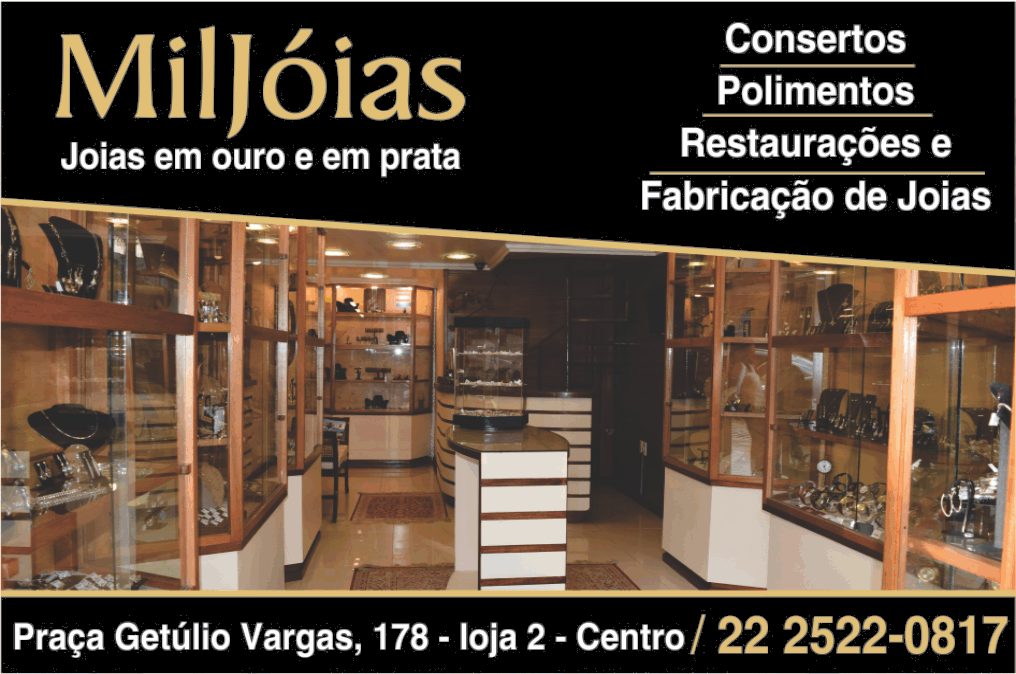 MilJóias
Joias em ouro e em prata
Consertos
Polimentos
Restaurações e
Fabricação de Joias
Praça Getúlio Vargas, 178 - loja 2 - Centro / 22 2522-0817